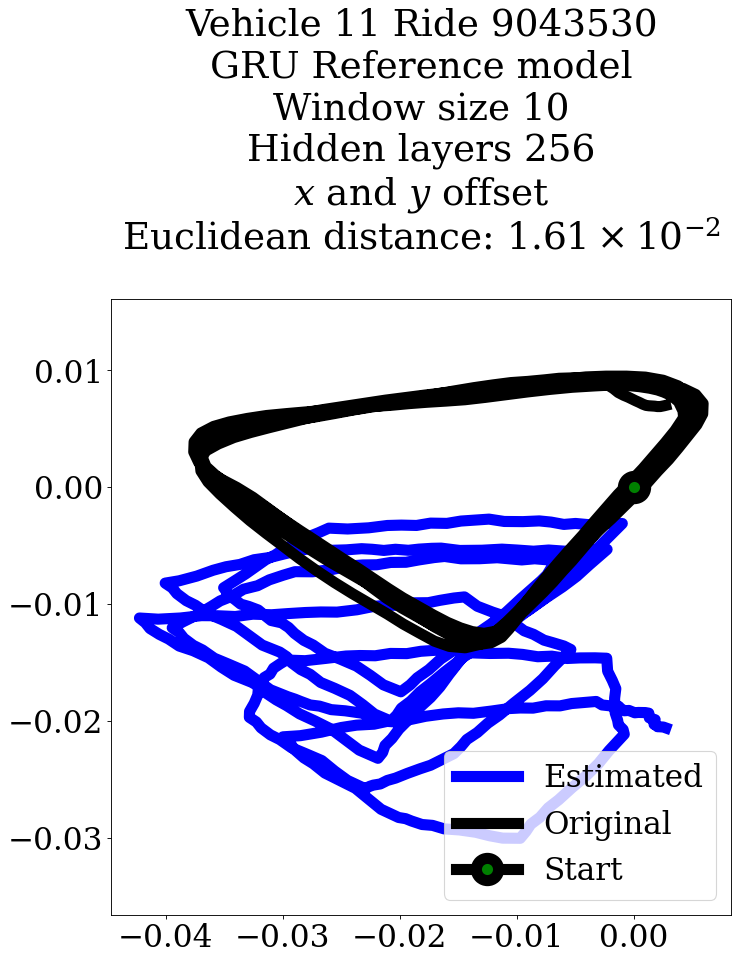 Vehicle 11 Ride 9043530
GRU Reference model
Window size 10
Hidden layers 256
x and y offset
Euclidean distance: 1.61 × 10⁻²
0.01
0.00
−0.01
−0.02
−0.03
Estimated
Original
Start
−0.04 −0.03 −0.02 −0.01 0.00